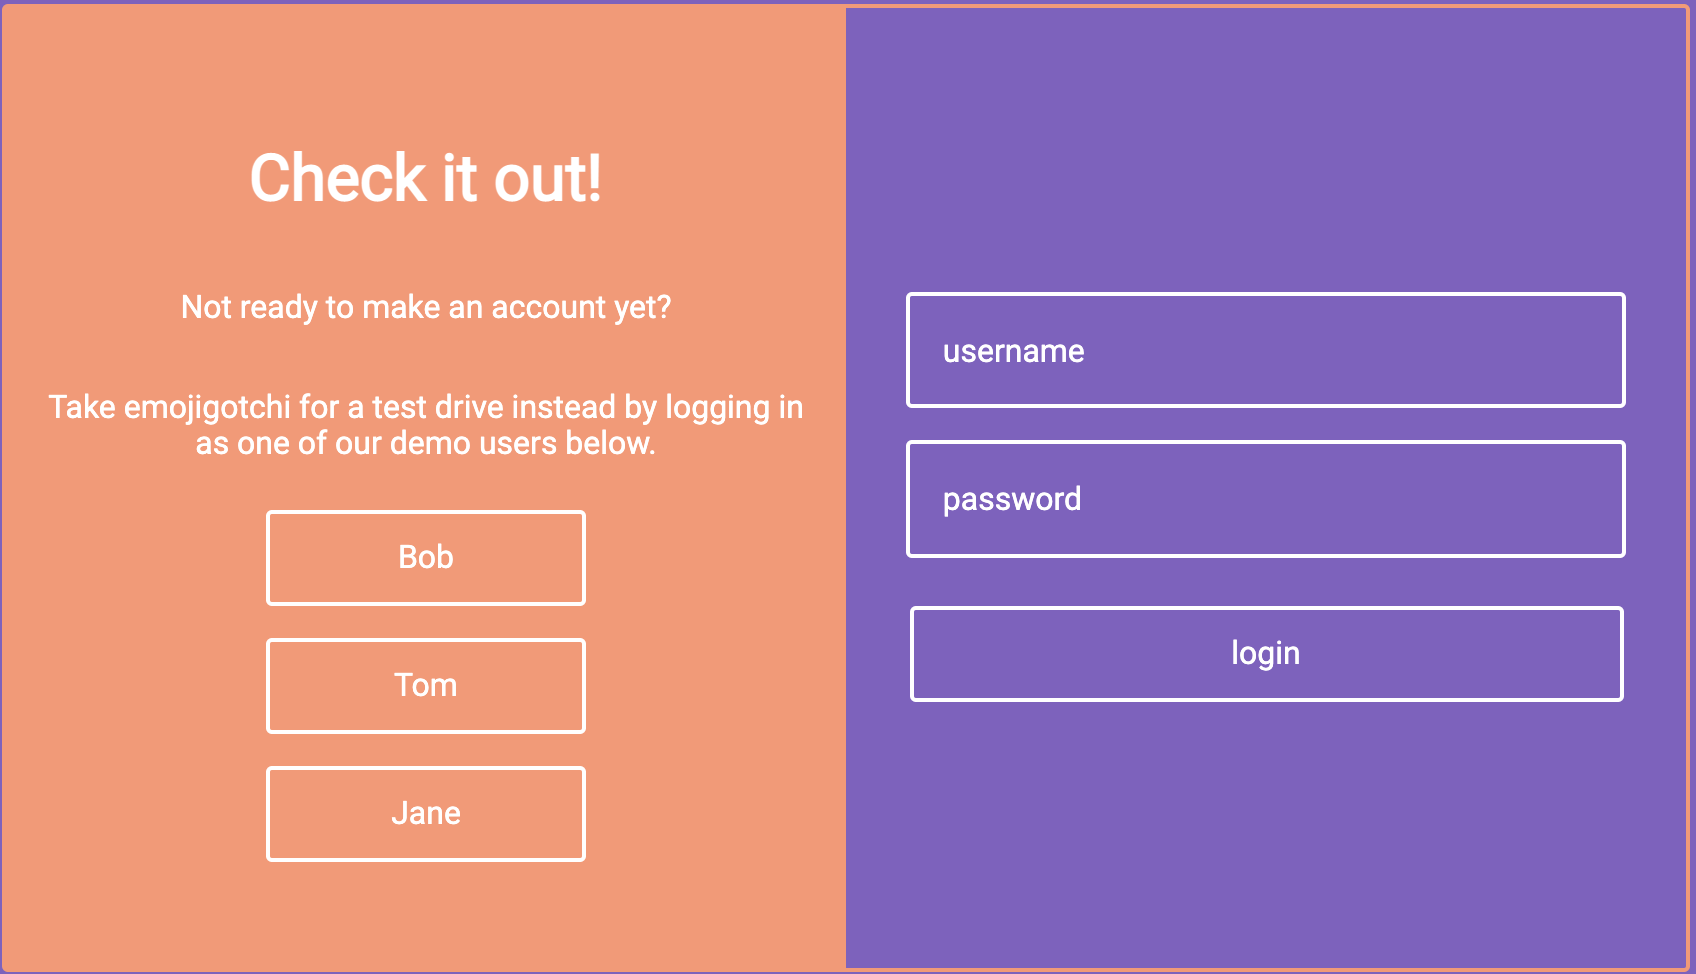 Check it out!
Not ready to make an account yet?
Take emojigotchi for a test drive instead by logging in
as one of our demo users below.
Bob
Tom
Jane
username
password
login